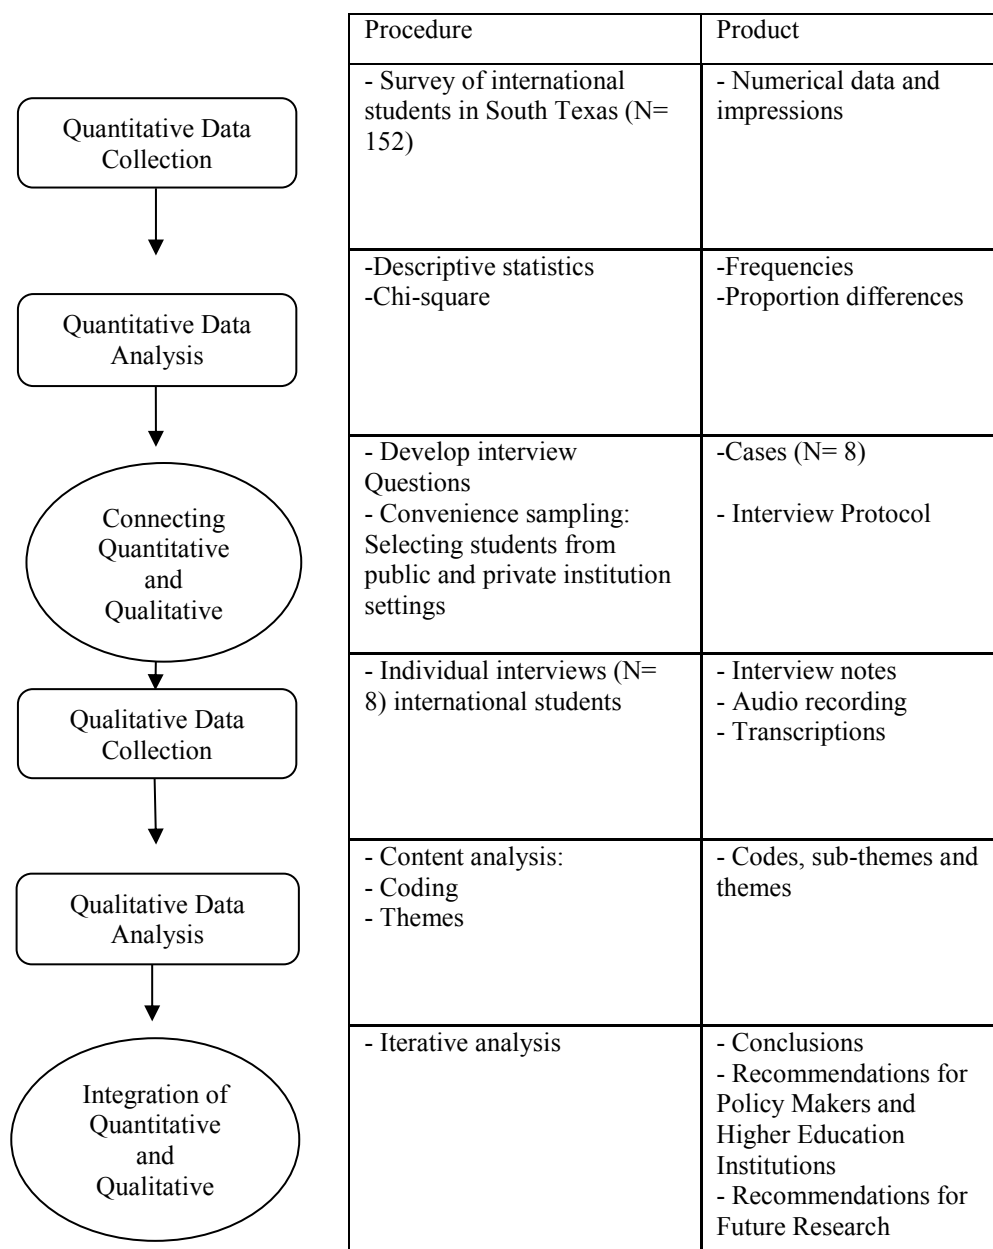 Procedure
Product
Quantitative Data
Collection
- Survey of international
students in South Texas (N=
152)
- Numerical data and
impressions
Quantitative Data
Analysis
-Descriptive statistics
-Chi-square
-Frequencies
-Proportion differences
Connecting
Quantitative
and
Qualitative
- Develop interview
Questions
- Convenience sampling:
Selecting students from
public and private institution
settings
-Cases (N= 8)
- Interview Protocol
Qualitative Data
Collection
- Individual interviews (N=
8) international students
- Interview notes
- Audio recording
- Transcriptions
Qualitative Data
Analysis
- Content analysis:
- Coding
- Themes
- Codes, sub-themes and
themes
Integration of
Quantitative
and
Qualitative
- Iterative analysis
- Conclusions
- Recommendations for
Policy Makers and
Higher Education
Institutions
- Recommendations for
Future Research